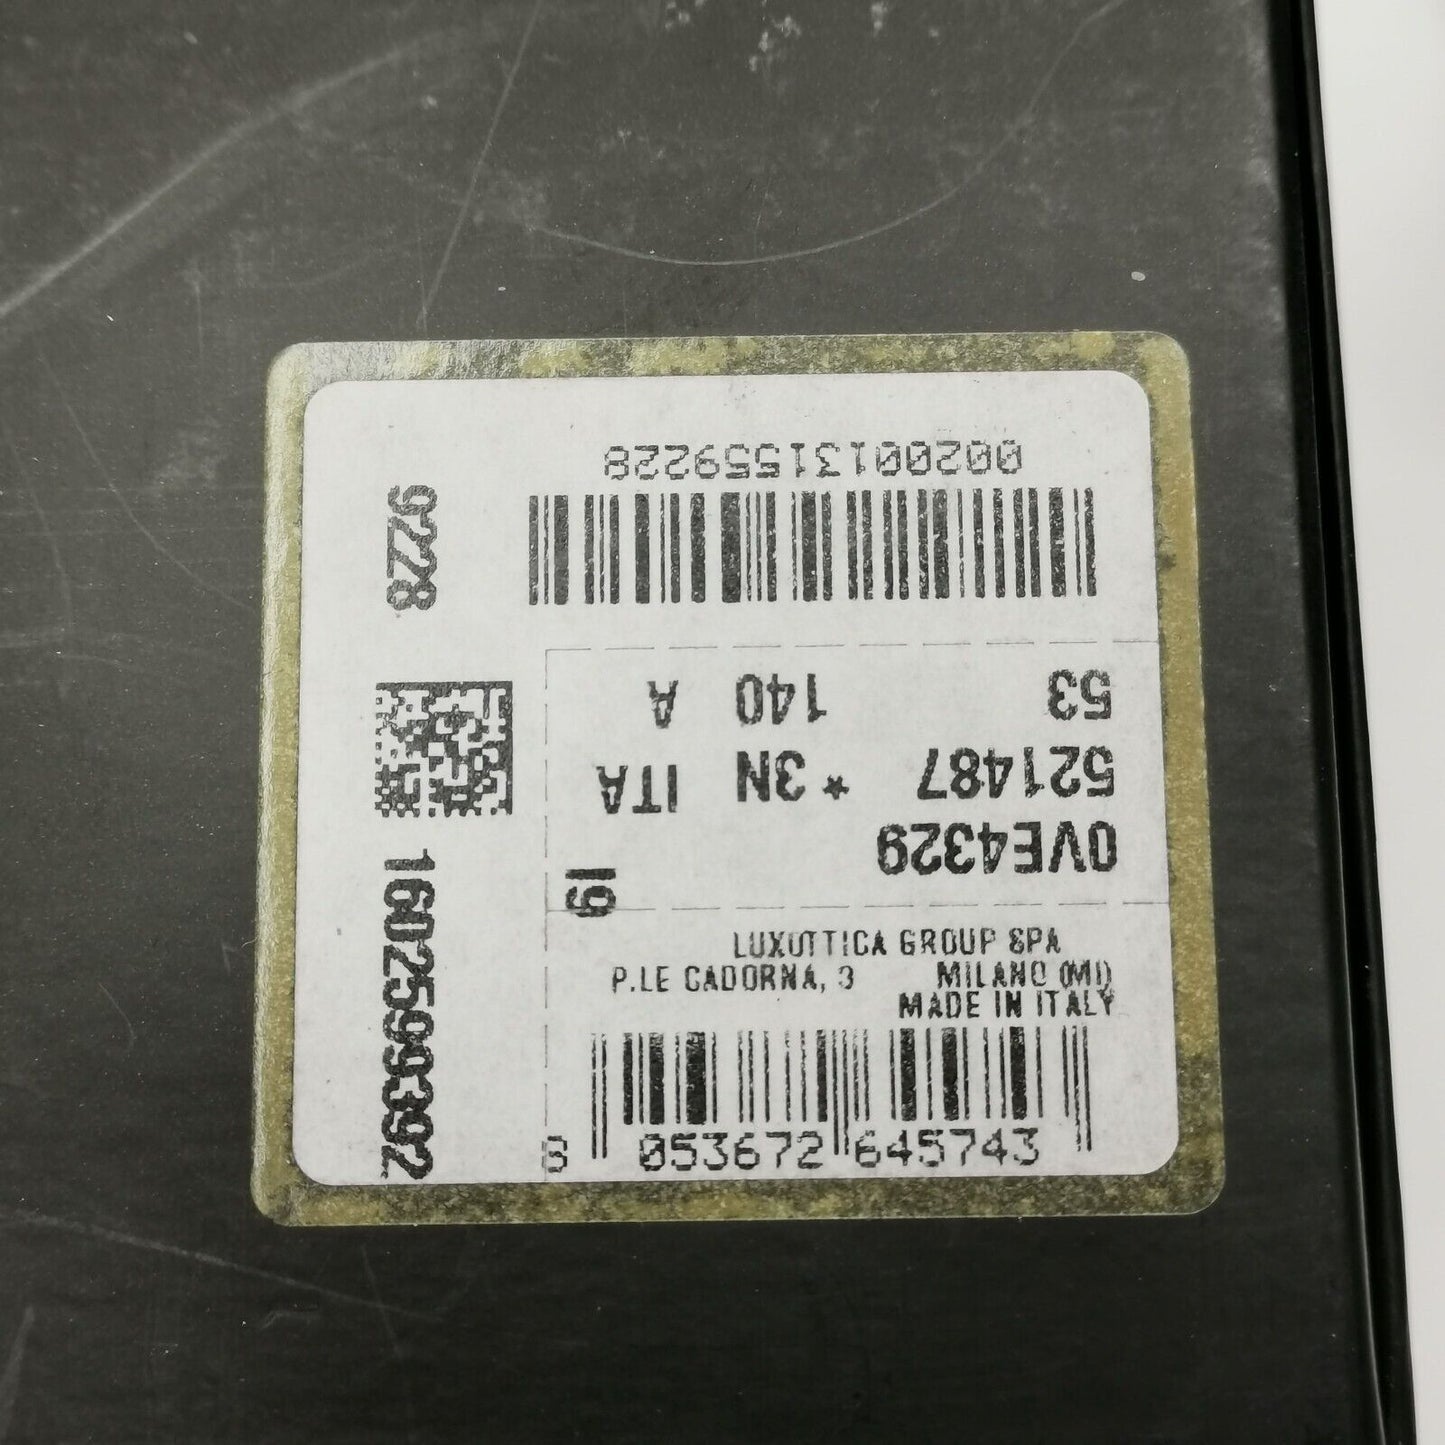 00200131559228
9228
0VE4329
521487 * 3N ITA
53 140 A
19
1602599392
LUXOTTICA GROUP SPA
P.LE CADORNA, 3 MILANO (MI)
MADE IN ITALY
8 053672 645743